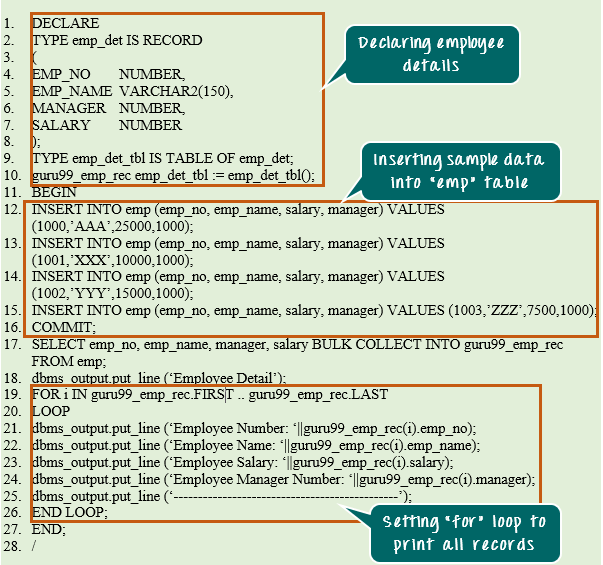 1. DECLARE
2. TYPE emp_det IS RECORD
3. (
4. EMP_NO NUMBER,
5. EMP_NAME VARCHAR2(150),
6. MANAGER NUMBER,
7. SALARY NUMBER
8. );
9. TYPE emp_det_tbl IS TABLE OF emp_det;
10. guru99_emp_rec emp_det_tbl := emp_det_tbl();
11. BEGIN
Declaring employee
details
Inserting sample data
into "emp" table
12. INSERT INTO emp (emp_no, emp_name, salary, manager) VALUES
(1000,’AAA’,25000,1000);
13. INSERT INTO emp (emp_no, emp_name, salary, manager) VALUES
(1001,’XXX’,10000,1000);
14. INSERT INTO emp (emp_no, emp_name, salary, manager) VALUES
(1002,’YYY’,15000,1000);
15. INSERT INTO emp (emp_no, emp_name, salary, manager) VALUES (1003,’ZZZ’,7500,1000);
16. COMMIT;
17. SELECT emp_no, emp_name, manager, salary BULK COLLECT INTO guru99_emp_rec
FROM emp;
18. dbms_output.put_line (‘Employee Detail’);
19. FOR i IN guru99_emp_rec.FIRST .. guru99_emp_rec.LAST
20. LOOP
21. dbms_output.put_line (‘Employee Number: ‘||guru99_emp_rec(i).emp_no);
22. dbms_output.put_line (‘Employee Name: ‘||guru99_emp_rec(i).emp_name);
23. dbms_output.put_line (‘Employee Salary: ‘||guru99_emp_rec(i).salary);
24. dbms_output.put_line (‘Employee Manager Number: ‘||guru99_emp_rec(i).manager);
25. dbms_output.put_line (‘--------------------------------------------’);
26. END LOOP;
27. END;
28. /
Setting "for" loop to
print all records